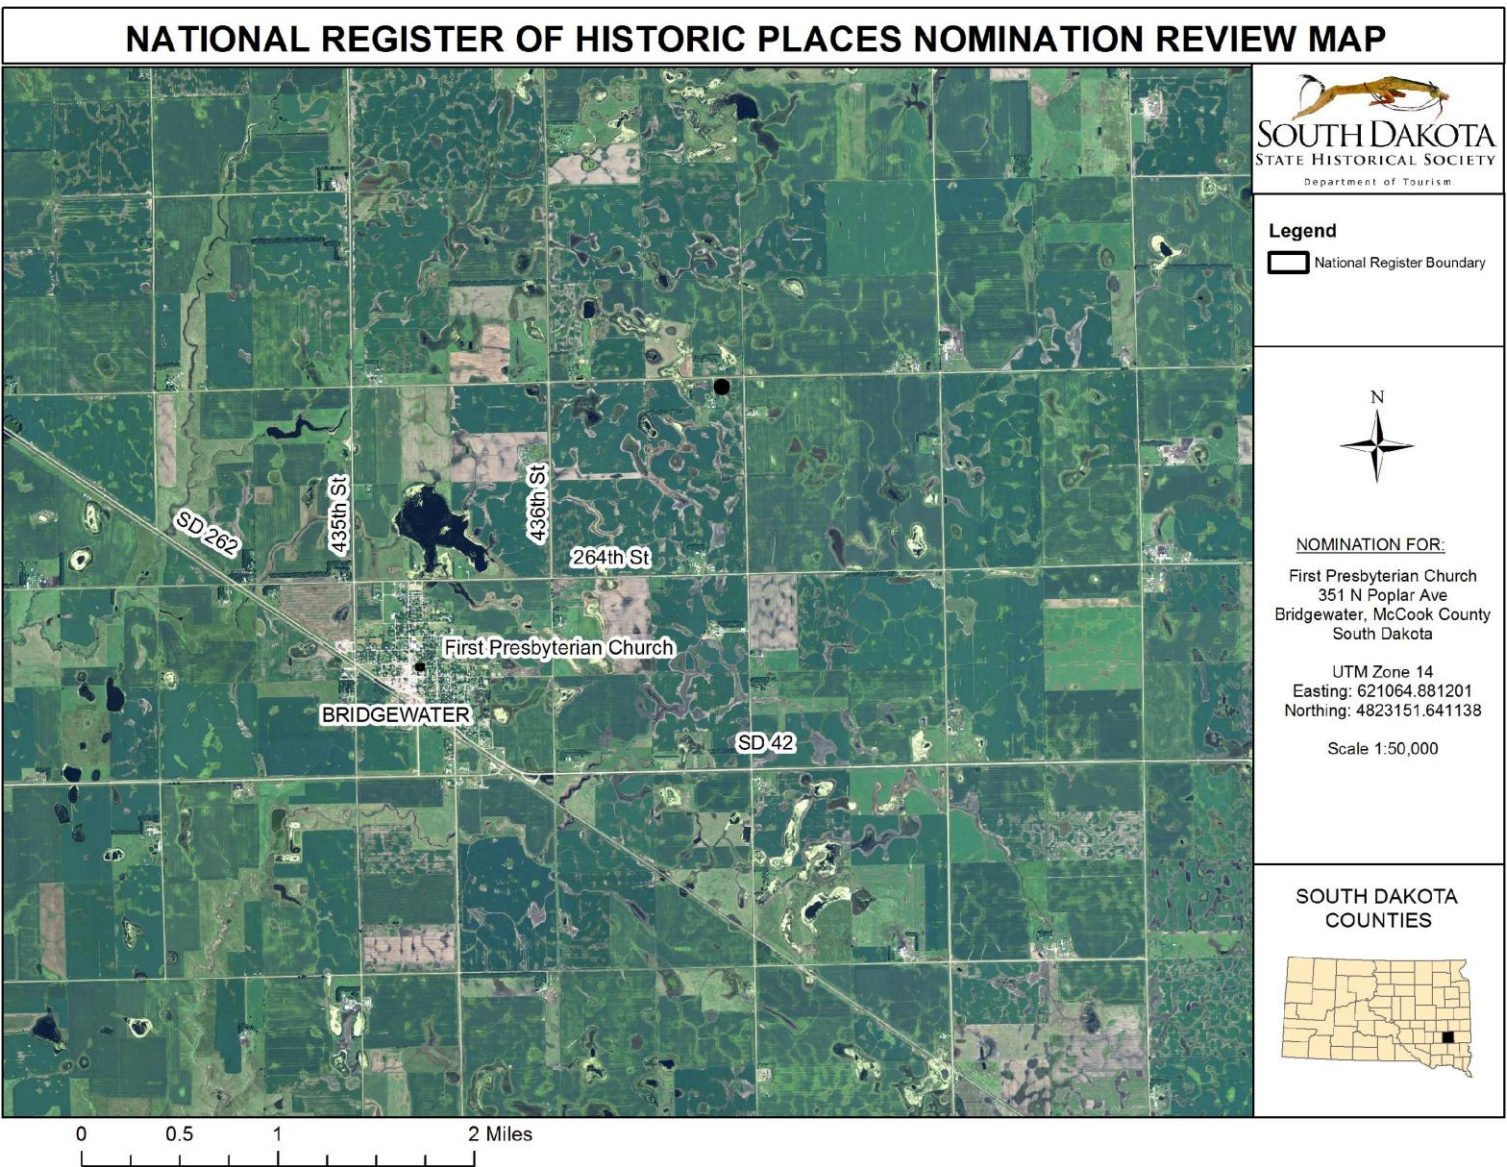 NATIONAL REGISTER OF HISTORIC PLACES NOMINATION REVIEW MAP
SOUTH DAKOTA
STATE HISTORICAL SOCIETY
Department of Tourism
Legend
National Register Boundary
N
NOMINATION FOR:
First Presbyterian Church
351 N Poplar Ave
Bridgewater, McCook County
South Dakota
UTM Zone 14
Easting: 621064.881201
Northing: 4823151.641138
Scale 1:50,000
SOUTH DAKOTA
COUNTIES
SD 262
435th St
436th St
264th St
First Presbyterian Church
BRIDGEWATER
SD 42
0 0.5 1 2 Miles